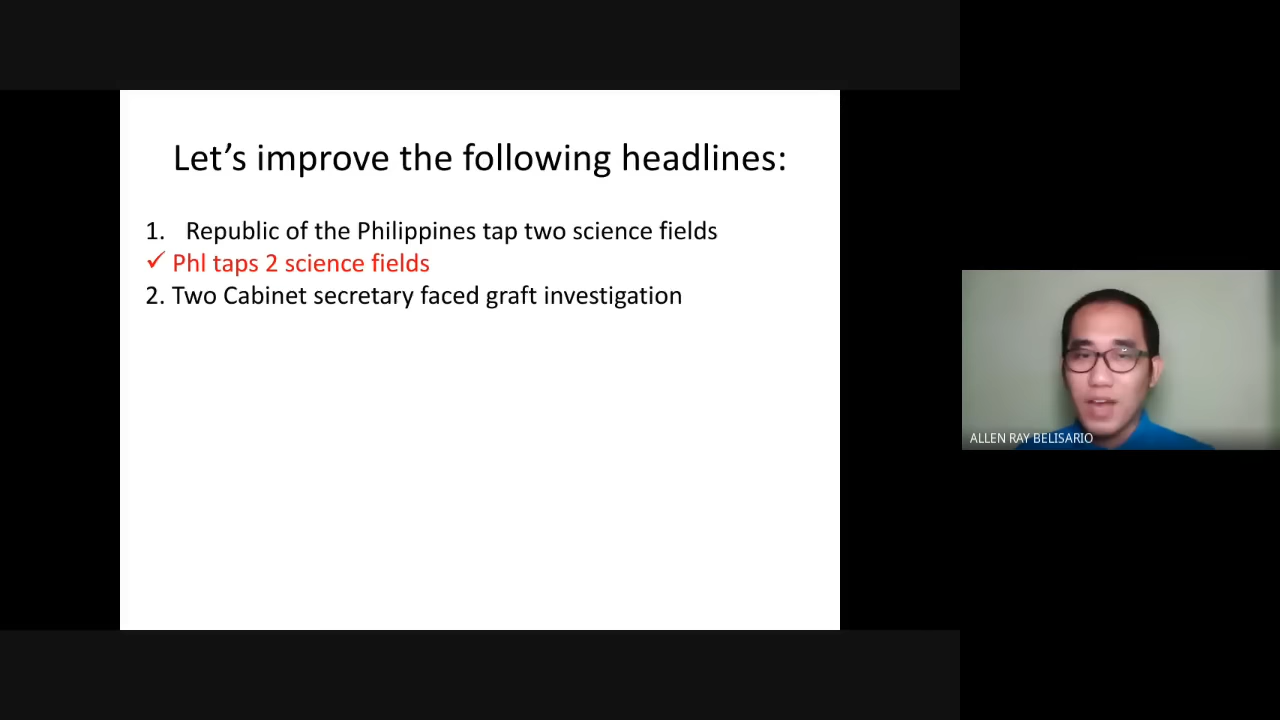 Let’s improve the following headlines:
1. Republic of the Philippines tap two science fields
✓ Phl taps 2 science fields
2. Two Cabinet secretary faced graft investigation
ALLEN RAY BELISARIO